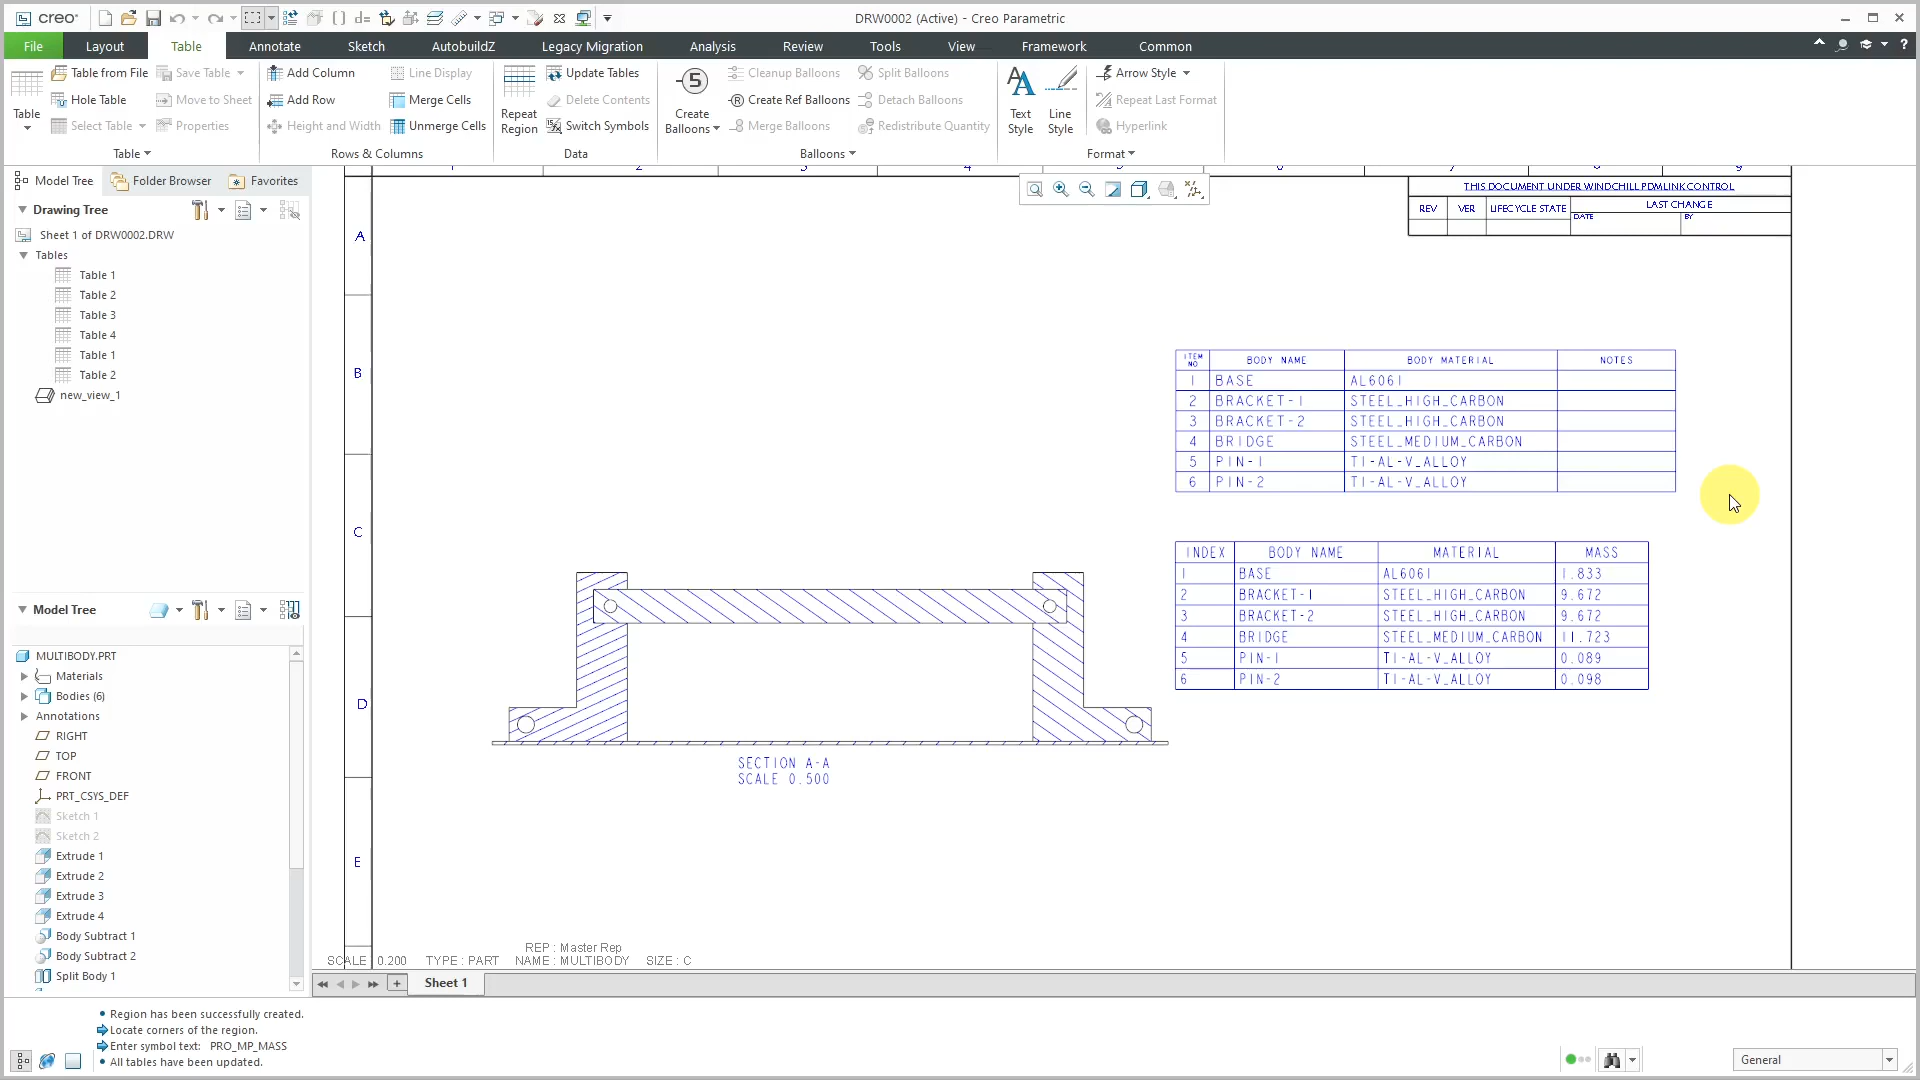 creo
DRW0002 (Active) - Creo Parametric
File
Layout
Table
Annotate
Sketch
AutobuildZ
Legacy Migration
Analysis
Review
Tools
View
Framework
Common
Table
Table from File
Hole Table
Select Table
Save Table
Move to Sheet
Properties
Table
Add Column
Add Row
Height and Width
Line Display
Merge Cells
Unmerge Cells
Rows & Columns
Repeat Region
Update Tables
Delete Contents
Switch Symbols
Data
Create Balloons
Cleanup Balloons
Create Ref Balloons
Merge Balloons
Split Balloons
Detach Balloons
Redistribute Quantity
Balloons
Text Style
Line Style
Arrow Style
Repeat Last Format
Hyperlink
Format
Model Tree
Folder Browser
Favorites
Drawing Tree
Sheet 1 of DRW0002.DRW
Tables
Table 1
Table 2
Table 3
Table 4
Table 1
Table 2
new_view_1
Model Tree
MULTIBODY.PRT
Materials
Bodies (6)
Annotations
RIGHT
TOP
FRONT
PRT_CSYS_DEF
Sketch 1
Sketch 2
Extrude 1
Extrude 2
Extrude 3
Extrude 4
Body Subtract 1
Body Subtract 2
Split Body 1
A
B
C
D
E
THIS DOCUMENT UNDER WINDCHILL PDMLINK CONTROL
REV VER LIFECYCLE STATE LAST CHANGE
DATE BY
ITEM NO BODY NAME BODY MATERIAL NOTES
1 BASE AL6061
2 BRACKET-1 STEEL_HIGH_CARBON
3 BRACKET-2 STEEL_HIGH_CARBON
4 BRIDGE STEEL_MEDIUM_CARBON
5 PIN-1 TI-AL-V_ALLOY
6 PIN-2 TI-AL-V_ALLOY
INDEX BODY NAME MATERIAL MASS
1 BASE AL6061 1.833
2 BRACKET-1 STEEL_HIGH_CARBON 9.672
3 BRACKET-2 STEEL_HIGH_CARBON 9.672
4 BRIDGE STEEL_MEDIUM_CARBON 11.723
5 PIN-1 TI-AL-V_ALLOY 0.089
6 PIN-2 TI-AL-V_ALLOY 0.098
SECTION A-A
SCALE 0.500
REP : Master Rep
SCALE 0.200 TYPE : PART NAME : MULTIBODY SIZE : C
Sheet 1
Region has been successfully created.
Locate corners of the region.
Enter symbol text: PRO_MP_MASS
All tables have been updated.
General